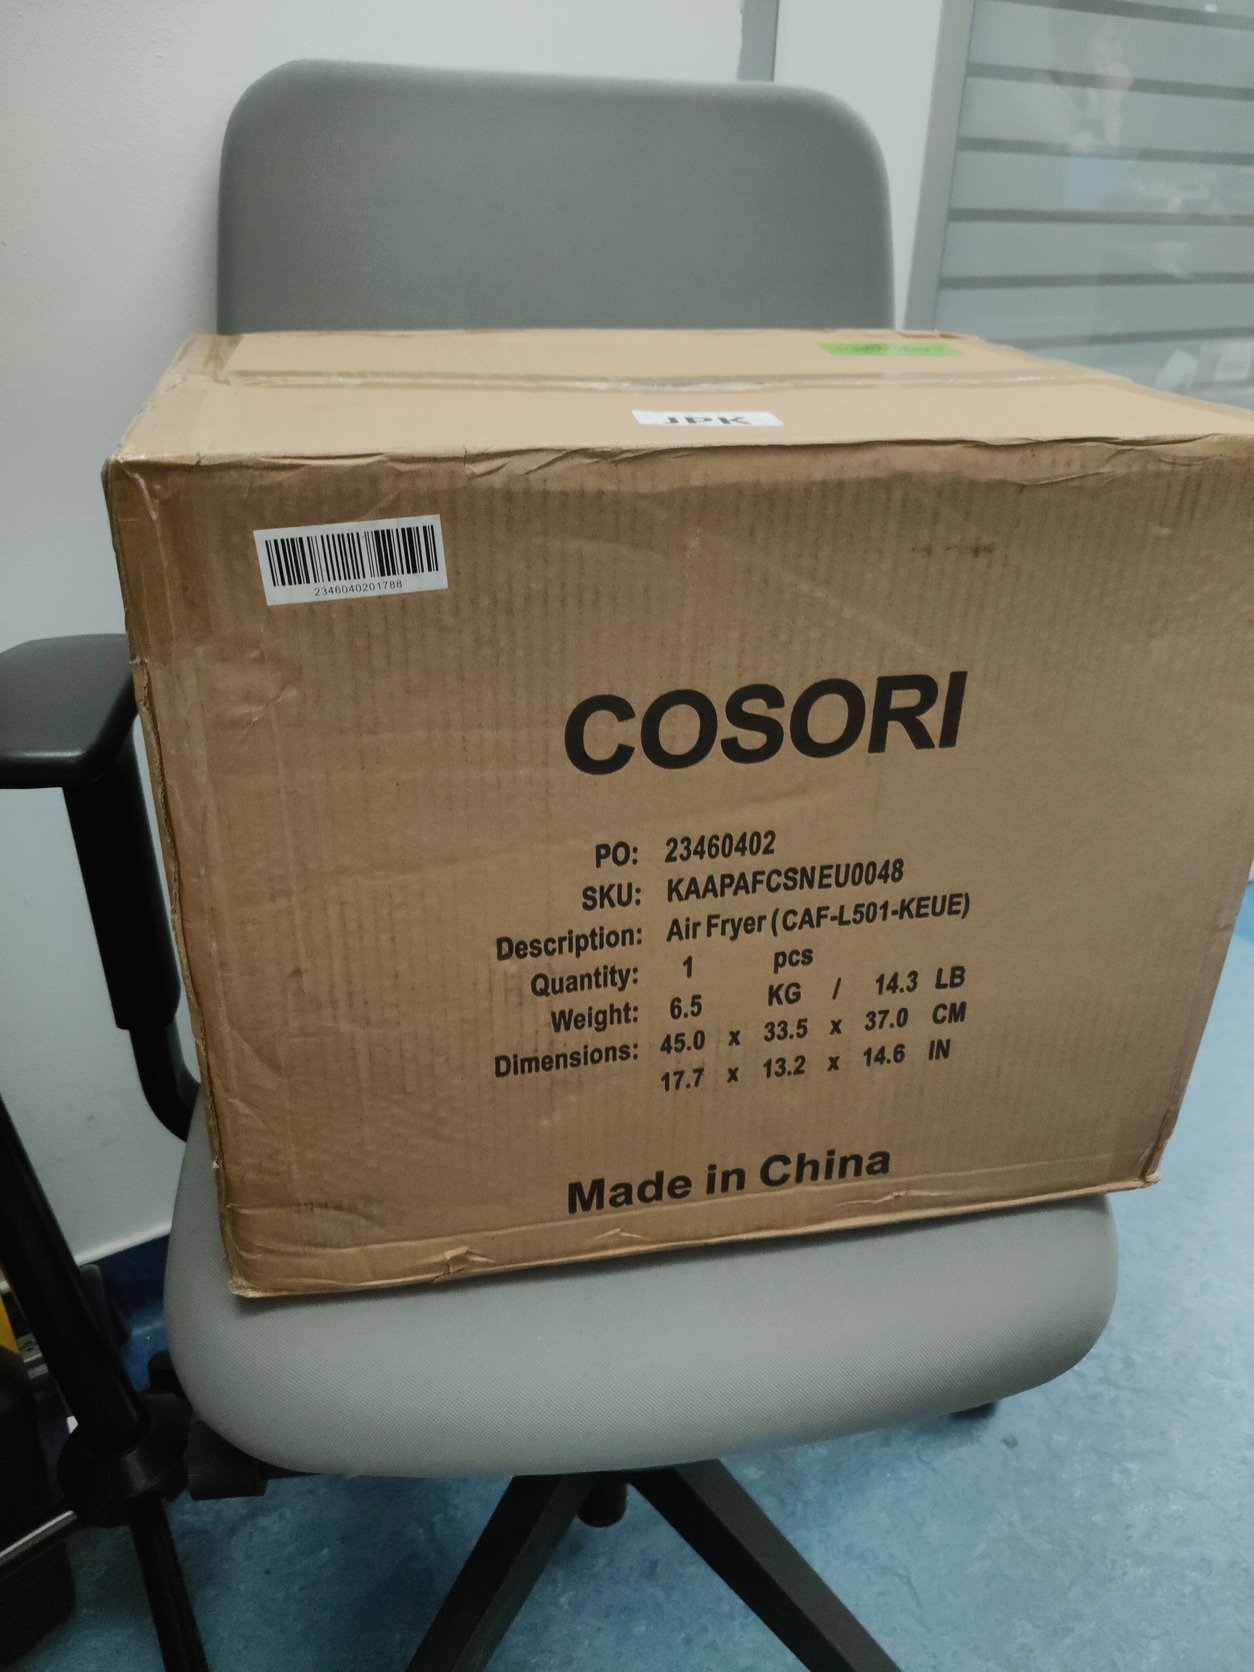 JPK
2346040201788
COSORI
PO: 23460402
SKU: KAAPAFCSNEU0048
Description: Air Fryer (CAF-L501-KEUE)
Quantity: 1 pcs
Weight: 6.5 KG / 14.3 LB
Dimensions: 45.0 x 33.5 x 37.0 CM
17.7 x 13.2 x 14.6 IN
Made in China